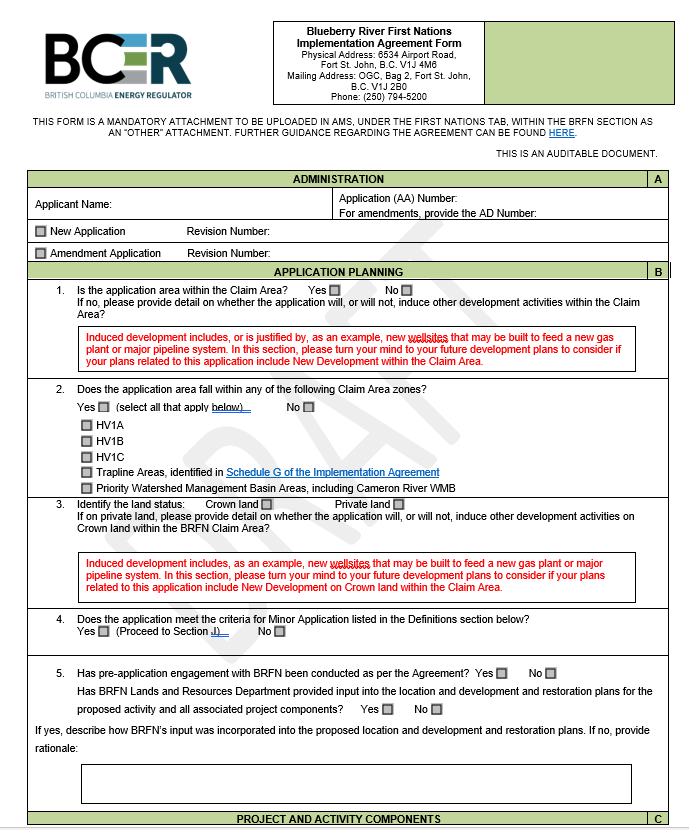 BCER
BRITISH COLUMBIA ENERGY REGULATOR
Blueberry River First Nations
Implementation Agreement Form
Physical Address: 6534 Airport Road,
Fort St. John, B.C. V1J 4M6
Mailing Address: OGC, Bag 2, Fort St. John,
B.C. V1J 2B0
Phone: (250) 794-5200
THIS FORM IS A MANDATORY ATTACHMENT TO BE UPLOADED IN AMS, UNDER THE FIRST NATIONS TAB, WITHIN THE BRFN SECTION AS
AN “OTHER” ATTACHMENT. FURTHER GUIDANCE REGARDING THE AGREEMENT CAN BE FOUND HERE.
THIS IS AN AUDITABLE DOCUMENT.
ADMINISTRATION A
Applicant Name:
Application (AA) Number:
For amendments, provide the AD Number:
New Application Revision Number:
Amendment Application Revision Number:
APPLICATION PLANNING B
1. Is the application area within the Claim Area? Yes No
If no, please provide detail on whether the application will, or will not, induce other development activities within the Claim
Area?
Induced development includes, or is justified by, as an example, new wellsites that may be built to feed a new gas
plant or major pipeline system. In this section, please turn your mind to your future development plans to consider if
your plans related to this application include New Development within the Claim Area.
2. Does the application area fall within any of the following Claim Area zones?
Yes (select all that apply below) No
HV1A
HV1B
HV1C
Trapline Areas, identified in Schedule G of the Implementation Agreement
Priority Watershed Management Basin Areas, including Cameron River WMB
3. Identify the land status: Crown land Private land
If on private land, please provide detail on whether the application will, or will not, induce other development activities on
Crown land within the BRFN Claim Area?
Induced development includes, as an example, new wellsites that may be built to feed a new gas plant or major
pipeline system. In this section, please turn your mind to your future development plans to consider if your plans
related to this application include New Development on Crown land within the Claim Area.
4. Does the application meet the criteria for Minor Application listed in the Definitions section below?
Yes (Proceed to Section J) No
5. Has pre-application engagement with BRFN been conducted as per the Agreement? Yes No
Has BRFN Lands and Resources Department provided input into the location and development and restoration plans for the
proposed activity and all associated project components? Yes No
If yes, describe how BRFN's input was incorporated into the proposed location and development and restoration plans. If no, provide
rationale:
PROJECT AND ACTIVITY COMPONENTS C
DRAFT